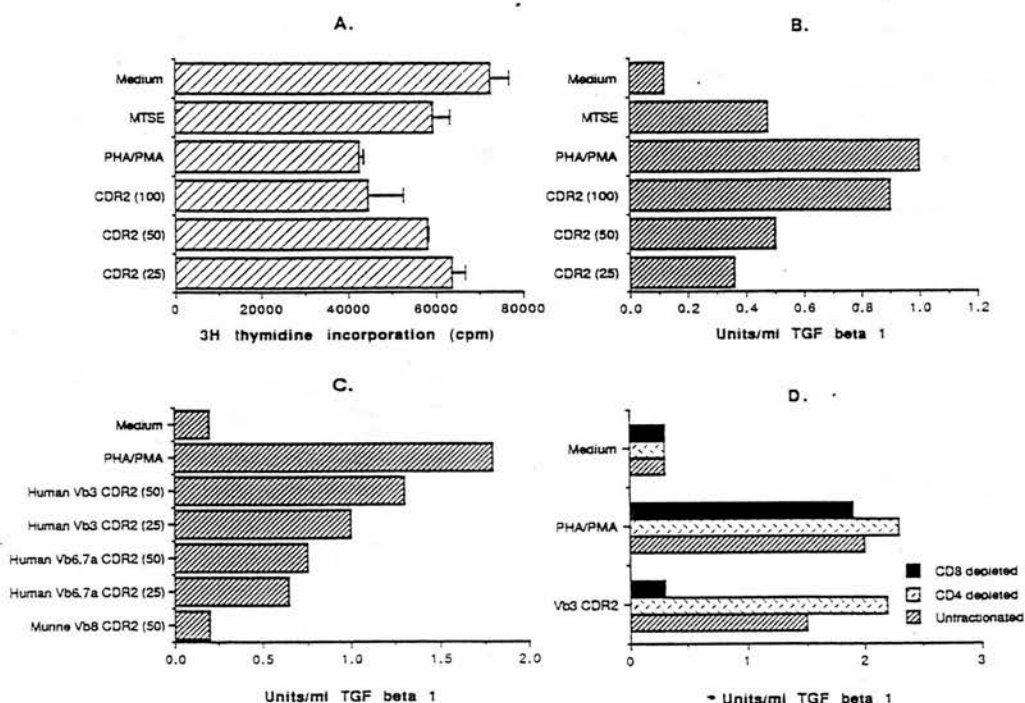 A.
Medium
MTSE
PHA/PMA
CDR2 (100)
CDR2 (50)
CDR2 (25)
0 20000 40000 60000 80000
3H thymidine incorporation (cpm)
B.
Medium
MTSE
PHA/PMA
CDR2 (100)
CDR2 (50)
CDR2 (25)
0.0 0.2 0.4 0.6 0.8 1.0 1.2
Units/ml TGF beta 1
C.
Medium
PHA/PMA
Human Vb3 CDR2 (50)
Human Vb3 CDR2 (25)
Human Vb6.7a CDR2 (50)
Human Vb6.7a CDR2 (25)
Munne Vb8 CDR2 (50)
0.0 0.5 1.0 1.5 2.0
Units/ml TGF beta 1
D.
Medium
PHA/PMA
Vb3 CDR2
CD8 depleted
CD4 depleted
Unfractionated
0 1 2 3
Units/ml TGF beta 1